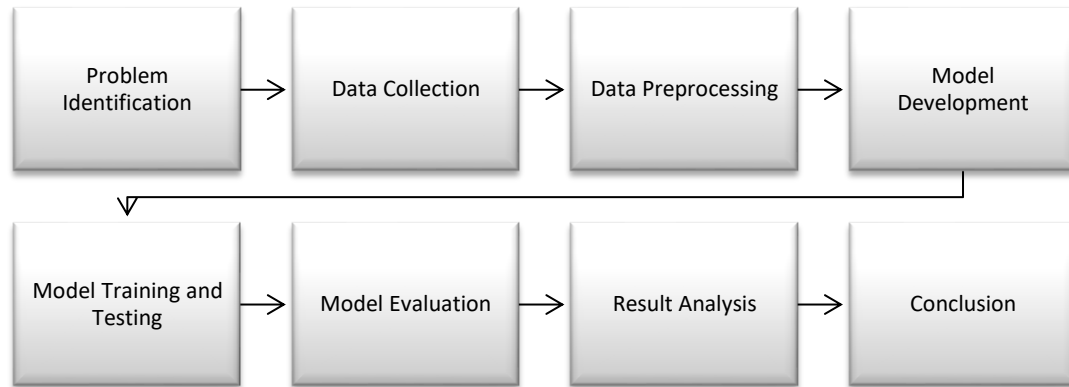 Problem
Identification
Data Collection
Data Preprocessing
Model
Development
Model Training and
Testing
Model Evaluation
Result Analysis
Conclusion